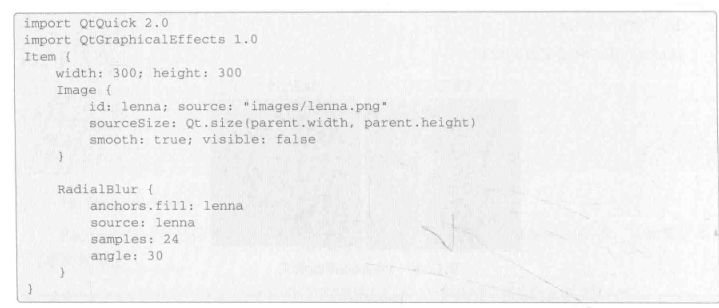 import QtQuick 2.0
import QtGraphicalEffects 1.0
Item {
    width: 300; height: 300
    Image {
        id: lenna; source: "images/lenna.png"
        sourceSize: Qt.size(parent.width, parent.height)
        smooth: true; visible: false
    }

    RadialBlur {
        anchors.fill: lenna
        source: lenna
        samples: 24
        angle: 30
    }
}